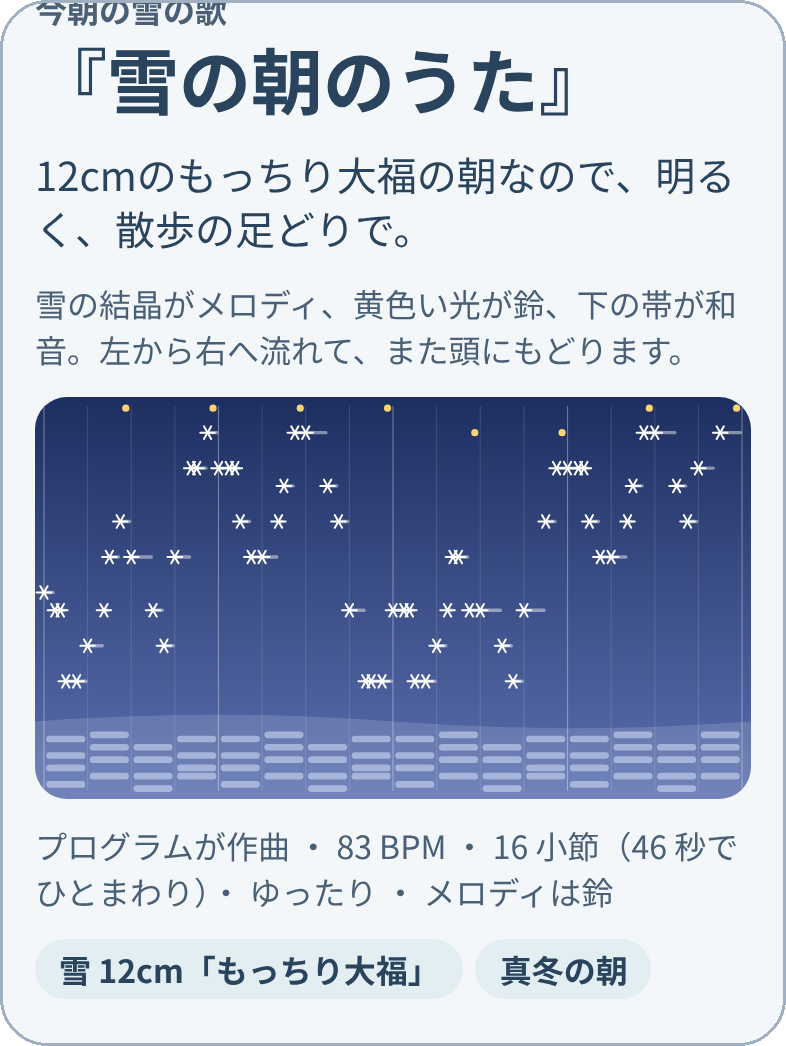 今朝の雪の歌
『雪の朝のうた』
12cmのもっちり大福の朝なので、明る
く、散歩の足どりで。
雪の結晶がメロディ、黄色い光が鈴、下の帯が和
音。左から右へ流れて、また頭にもどります。
プログラムが作曲 ・ 83 BPM ・ 16 小節（46 秒で
ひとまわり）・ ゆったり ・ メロディは鈴
雪 12cm「もっちり大福」
真冬の朝